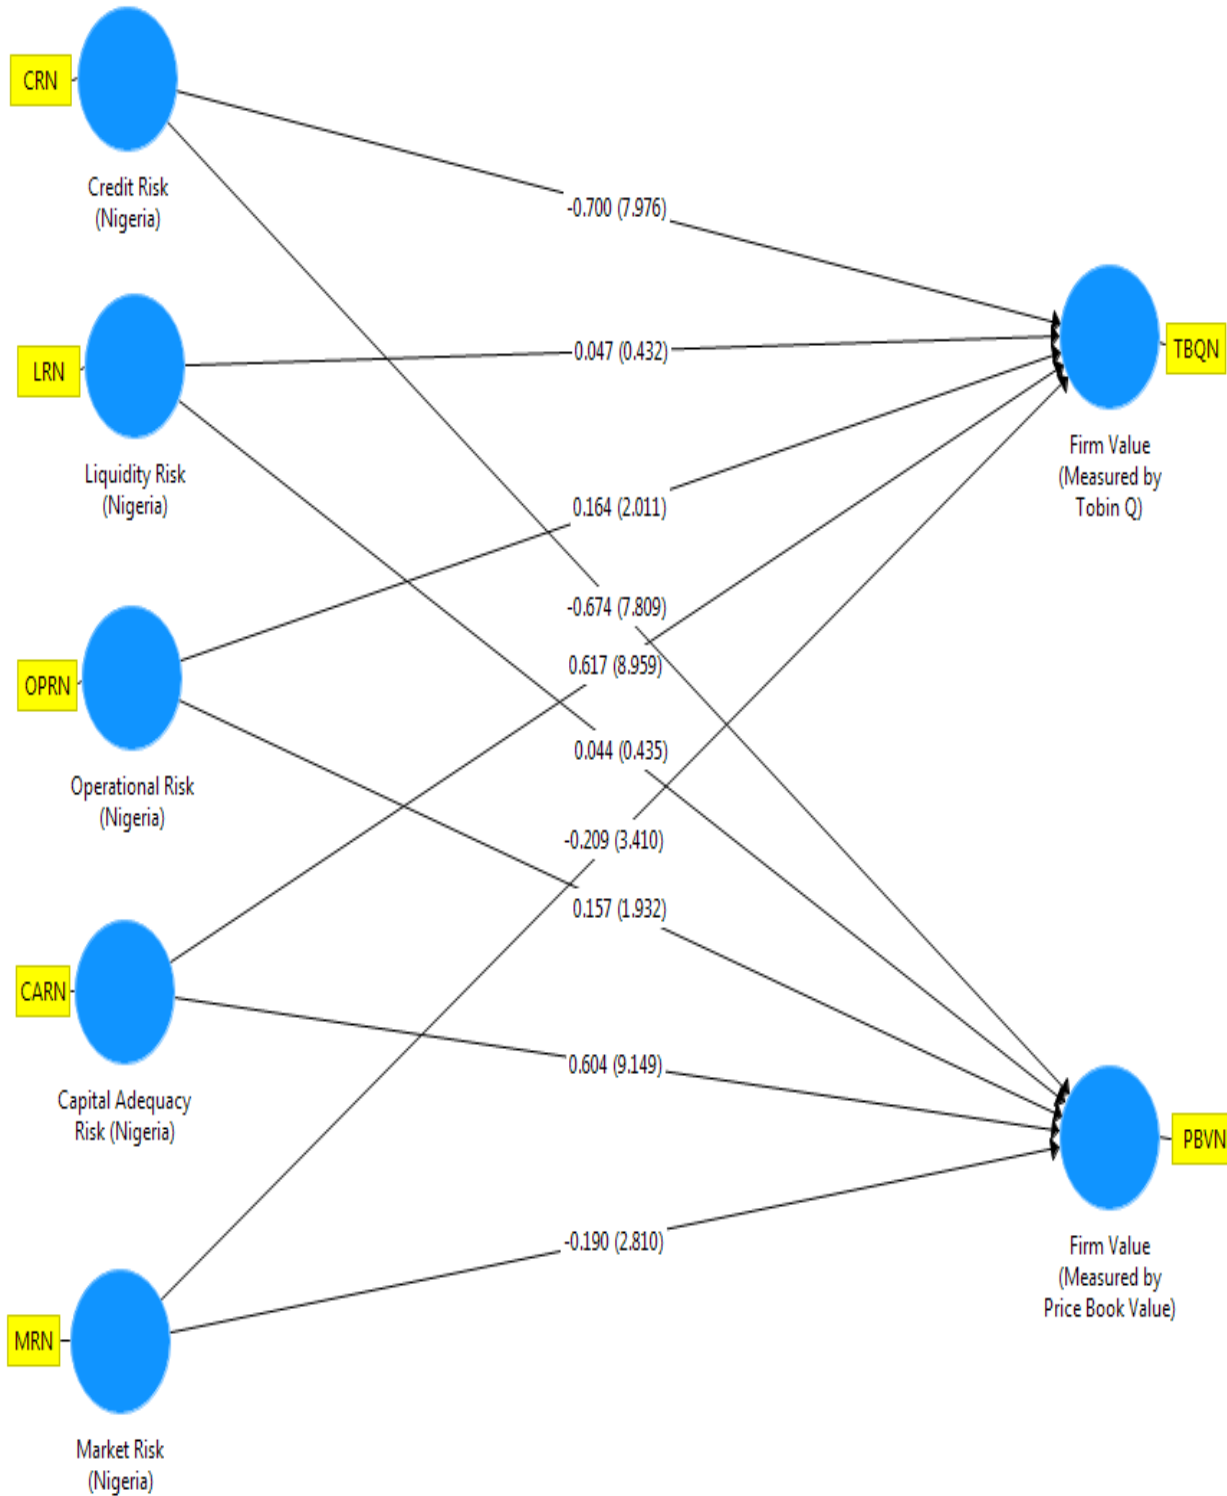 CRN
Credit Risk
(Nigeria)
-0.700 (7.976)
LRN
0.047 (0.432)
TBQN
Liquidity Risk
(Nigeria)
Firm Value
(Measured by
Tobin Q)
0.164 (2.011)
-0.674 (7.809)
OPRN
0.617 (8.959)
0.044 (0.435)
Operational Risk
(Nigeria)
-0.209 (3.410)
0.157 (1.932)
CARN
0.604 (9.149)
Capital Adequacy
Risk (Nigeria)
PBVN
-0.190 (2.810)
Firm Value
(Measured by
Price Book Value)
MRN
Market Risk
(Nigeria)